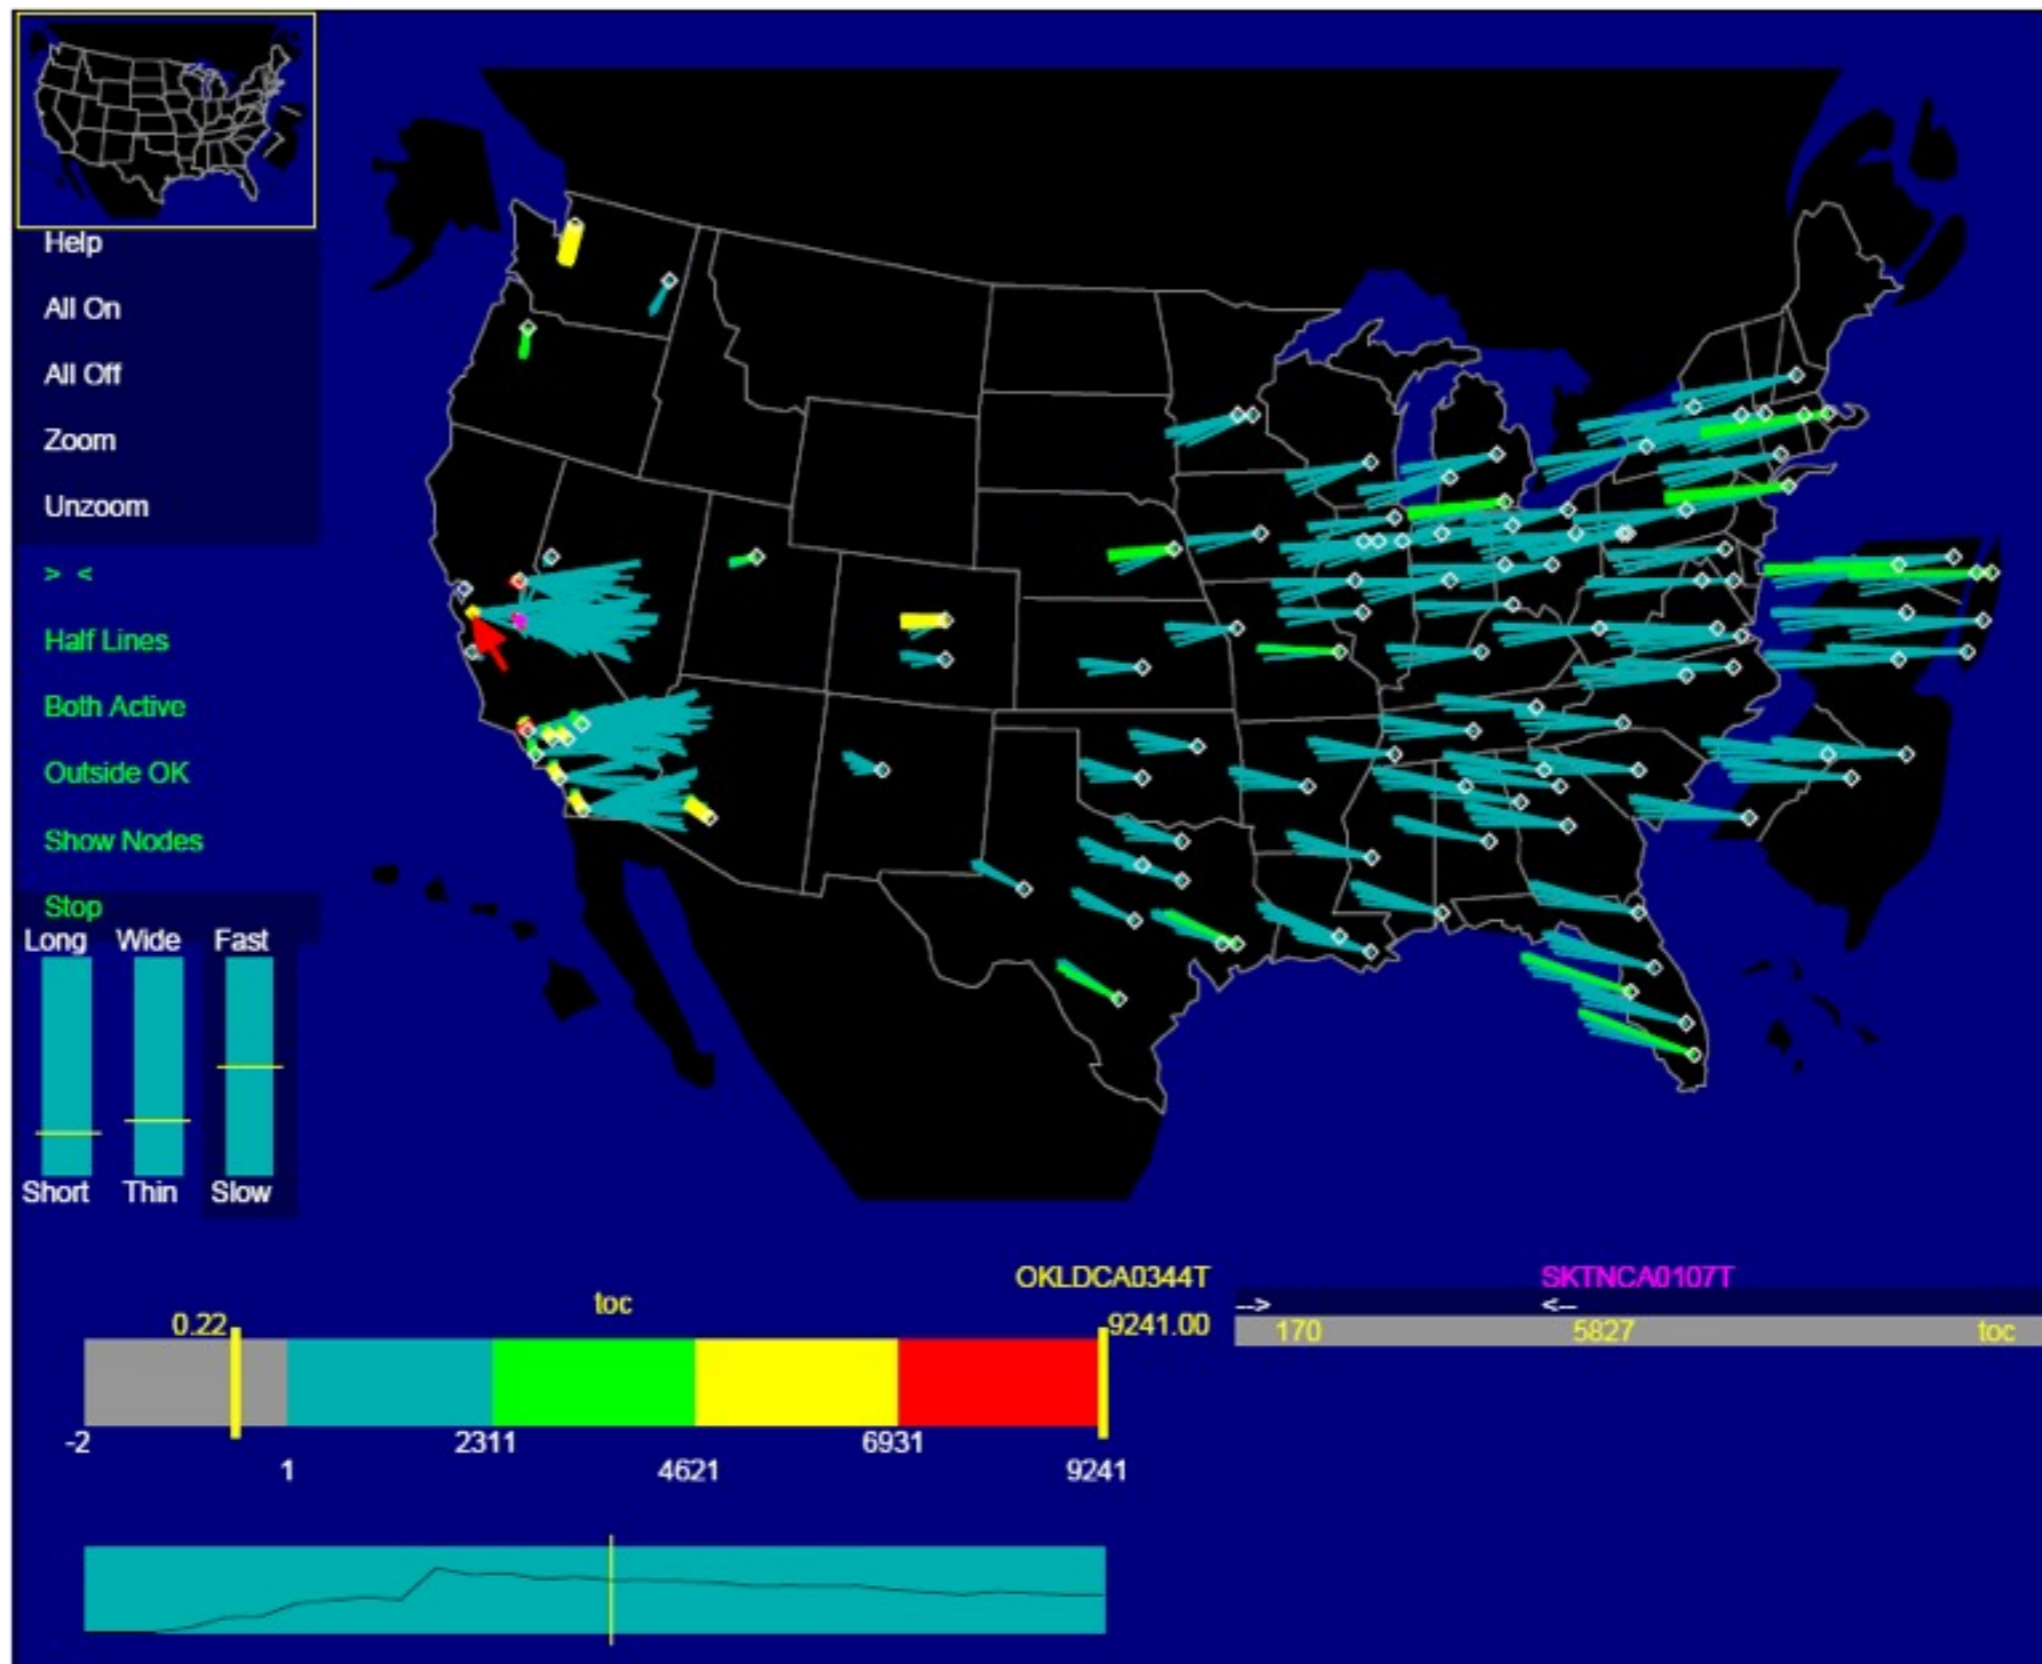 Help
All On
All Off
Zoom
Unzoom
> <
Half Lines
Both Active
Outside OK
Show Nodes
Stop
Long Wide Fast
Short Thin Slow
OKLDCA0344T SKTNCA0107T
toc
--> <--
0.22 9241.00
170 5827 toc
-2 2311 6931
1 4621 9241